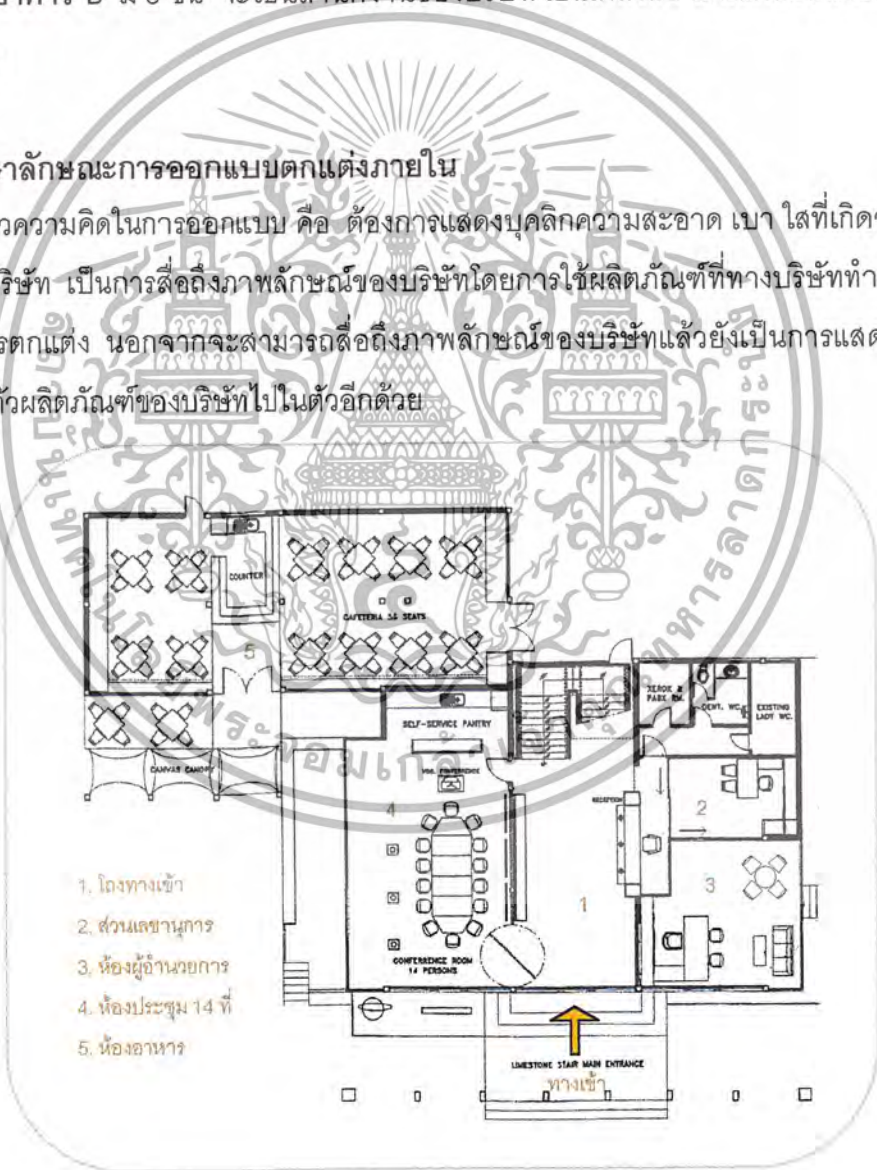 าลักษณะการออกแบบตกแต่งภายใน
วความคิดในการออกแบบ คือ ต้องการแสดงบุคลิกความสะอาด เบา ใสที่เกิด
ริษัท เป็นการสื่อถึงภาพลักษณ์ของบริษัทโดยการใช้ผลิตภัณฑ์ที่ทางบริษัททำ
รตกแต่ง นอกจากจะสามารถสื่อถึงภาพลักษณ์ของบริษัทแล้วยังเป็นการแสด
ัวผลิตภัณฑ์ของบริษัทไปในตัวอีกด้วย
COUNTER
CAFETERIA 56 SEATS
5
SELF-SERVICE PANTRY
XEROX &
GENT. WC.
EXISTING
LADY WC.
CANVAS CANOPY
VDO. CONFERENCE
RECEPTION
4
2
1
3
CONFERRENCE ROOM
14 PERSONS
1. โถงทางเข้า
2. ส่วนเลขานุการ
3. ห้องผู้อำนวยการ
4. ห้องประชุม 14 ที่
5. ห้องอาหาร
LIMESTONE STAIR MAIN ENTRANCE
ทางเข้า